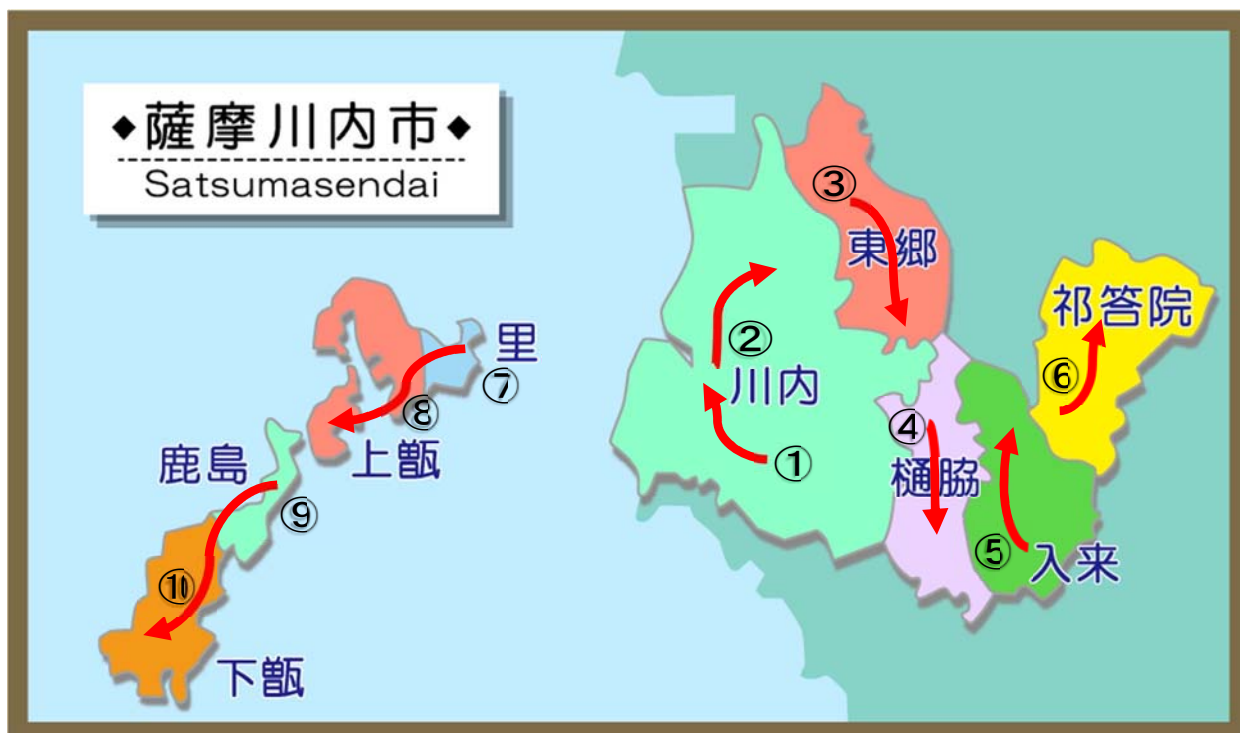 ◆薩摩川内市◆
Satsumasendai
③
東郷
祁答院
②
⑥
川内
里
⑦
⑧
④
上甑
鹿島
①
樋脇
⑨
⑤
入来
⑩
下甑